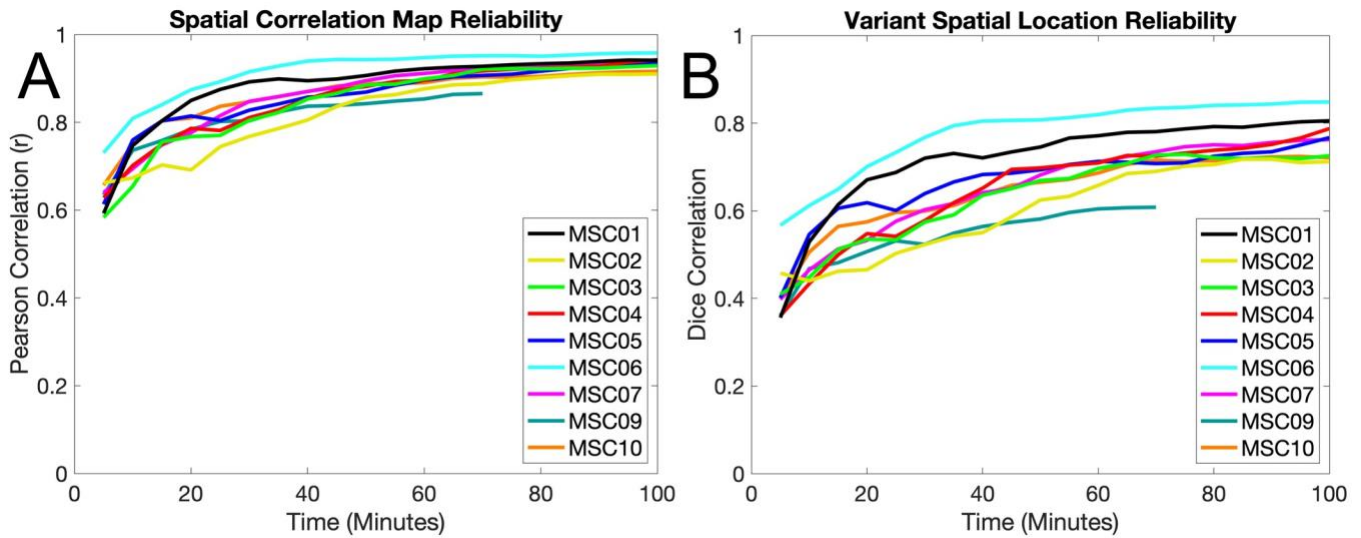 Spatial Correlation Map Reliability
A
1
0.8
0.6
0.4
0.2
0
Pearson Correlation (r)
MSC01
MSC02
MSC03
MSC04
MSC05
MSC06
MSC07
MSC09
MSC10
0 20 40 60 80 100
Time (Minutes)
Variant Spatial Location Reliability
B
1
0.8
0.6
0.4
0.2
0
Dice Correlation
MSC01
MSC02
MSC03
MSC04
MSC05
MSC06
MSC07
MSC09
MSC10
0 20 40 60 80 100
Time (Minutes)